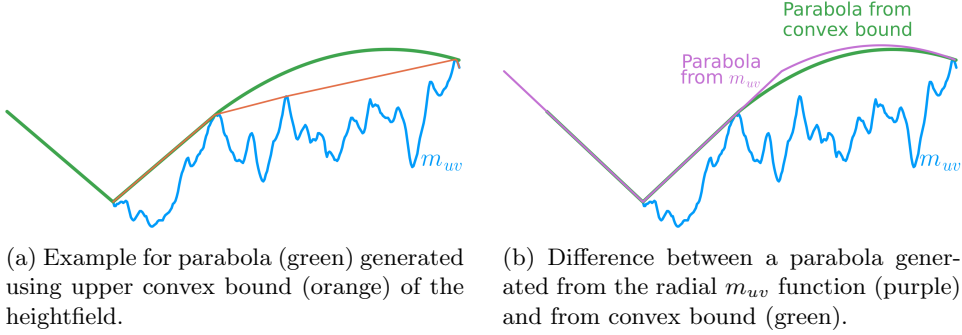 Parabola from
convex bound
Parabola
from m_uv
m_uv
m_uv
(a) Example for parabola (green) generated
using upper convex bound (orange) of the
heightfield.
(b) Difference between a parabola gener-
ated from the radial m_uv function (purple)
and from convex bound (green).